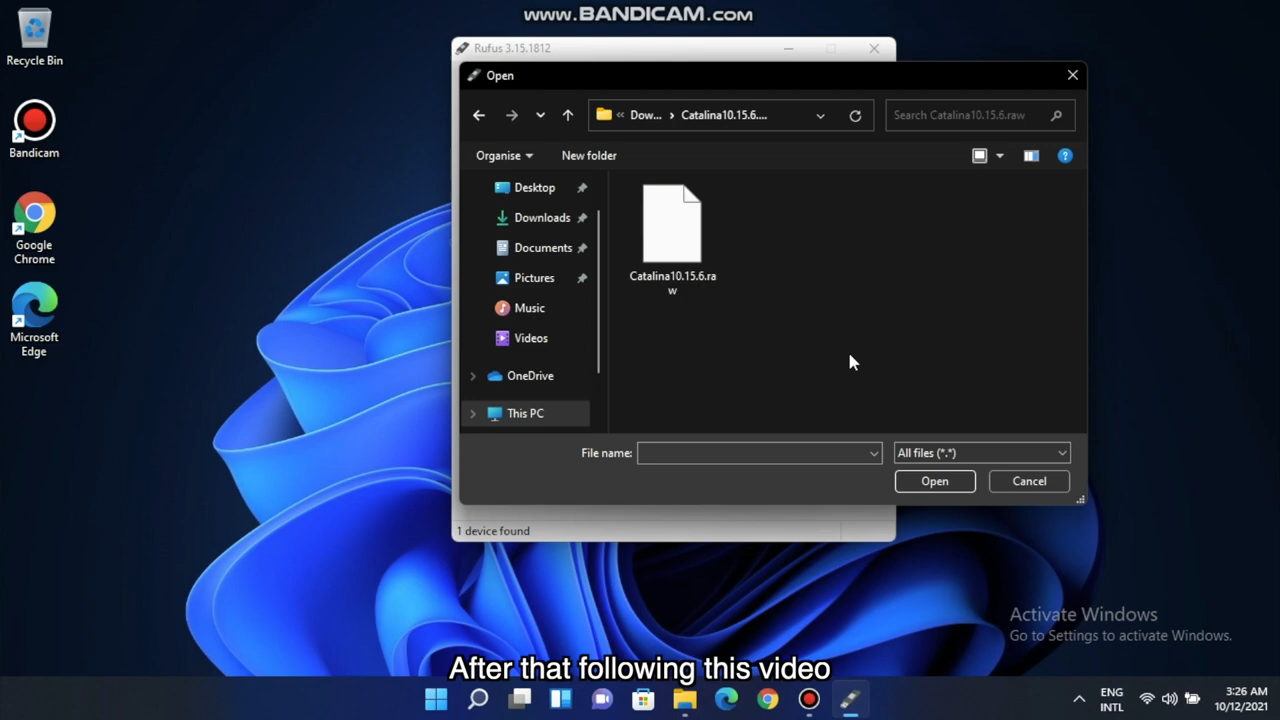 www.BANDICAM.com
Recycle Bin
Bandicam
Google
Chrome
Microsoft
Edge
Rufus 3.15.1812
Open
« Dow... > Catalina10.15.6....
Search Catalina10.15.6.raw
Organise
New folder
Desktop
Downloads
Documents
Pictures
Music
Videos
OneDrive
This PC
Catalina10.15.6.ra
w
File name:
All files (*.*)
Open
Cancel
1 device found
Activate Windows
Go to Settings to activate Windows.
After that following this video
ENG
INTL
3:26 AM
10/12/2021